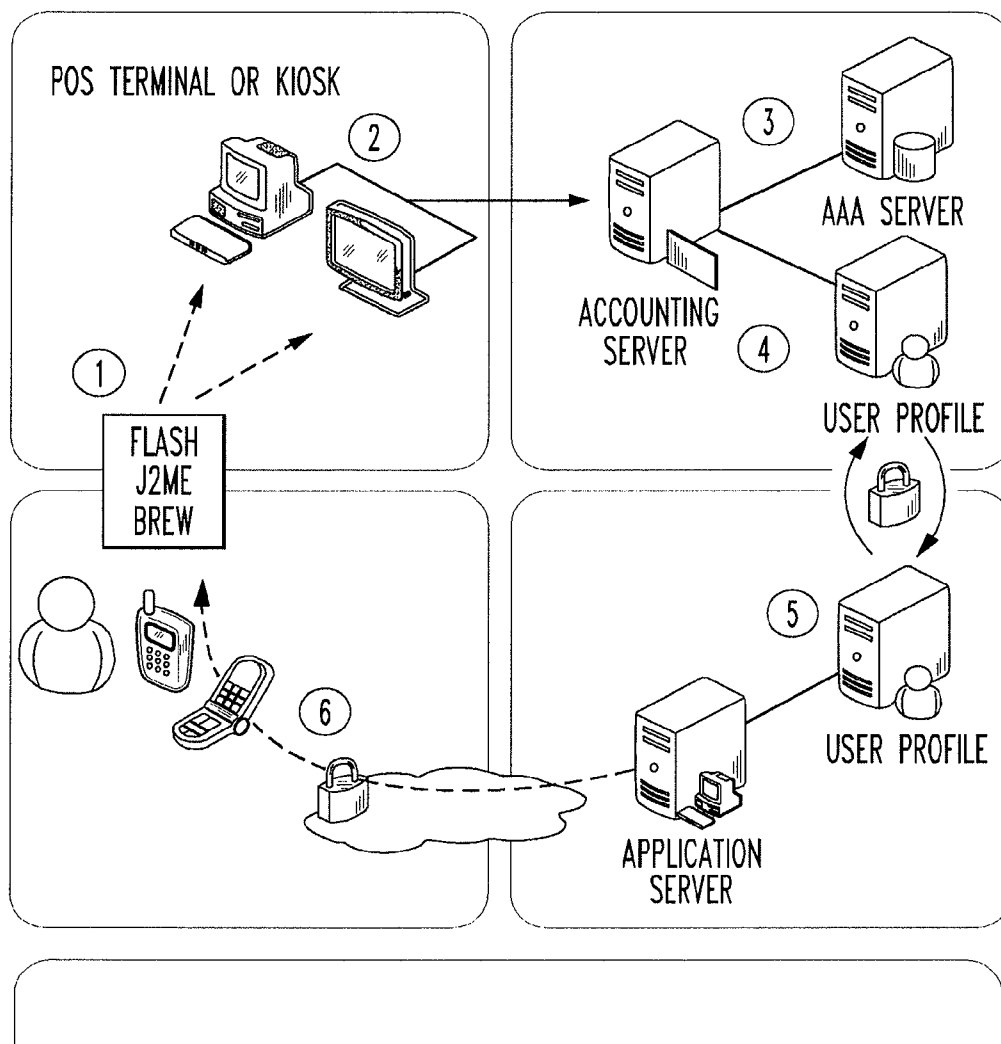 POS TERMINAL OR KIOSK
2
3
AAA SERVER
ACCOUNTING
SERVER
4
USER PROFILE
1
FLASH
J2ME
BREW
5
USER PROFILE
6
APPLICATION
SERVER